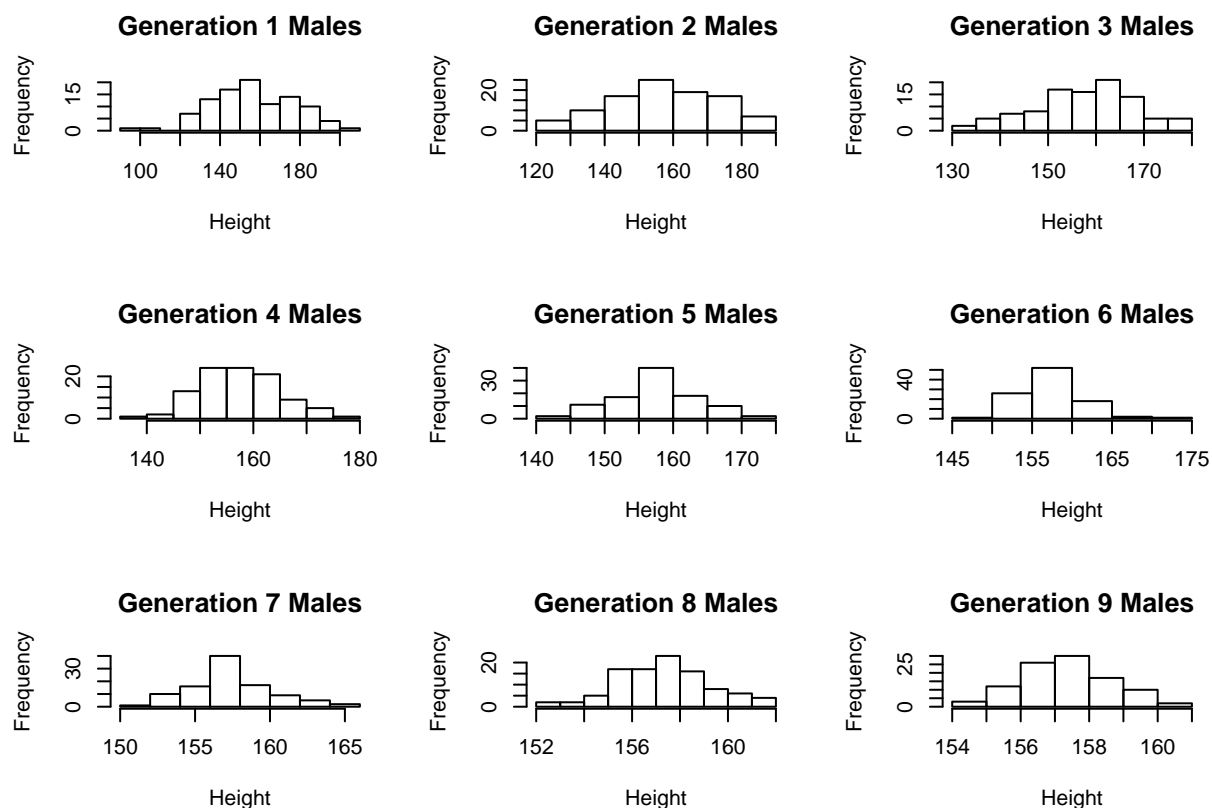 Generation 1 Males
Frequency
0 15
100 140 180
Height
Generation 2 Males
Frequency
0 20
120 140 160 180
Height
Generation 3 Males
Frequency
0 15
130 150 170
Height
Generation 4 Males
Frequency
0 20
140 160 180
Height
Generation 5 Males
Frequency
0 30
140 150 160 170
Height
Generation 6 Males
Frequency
0 40
145 155 165 175
Height
Generation 7 Males
Frequency
0 30
150 155 160 165
Height
Generation 8 Males
Frequency
0 20
152 156 160
Height
Generation 9 Males
Frequency
0 25
154 156 158 160
Height